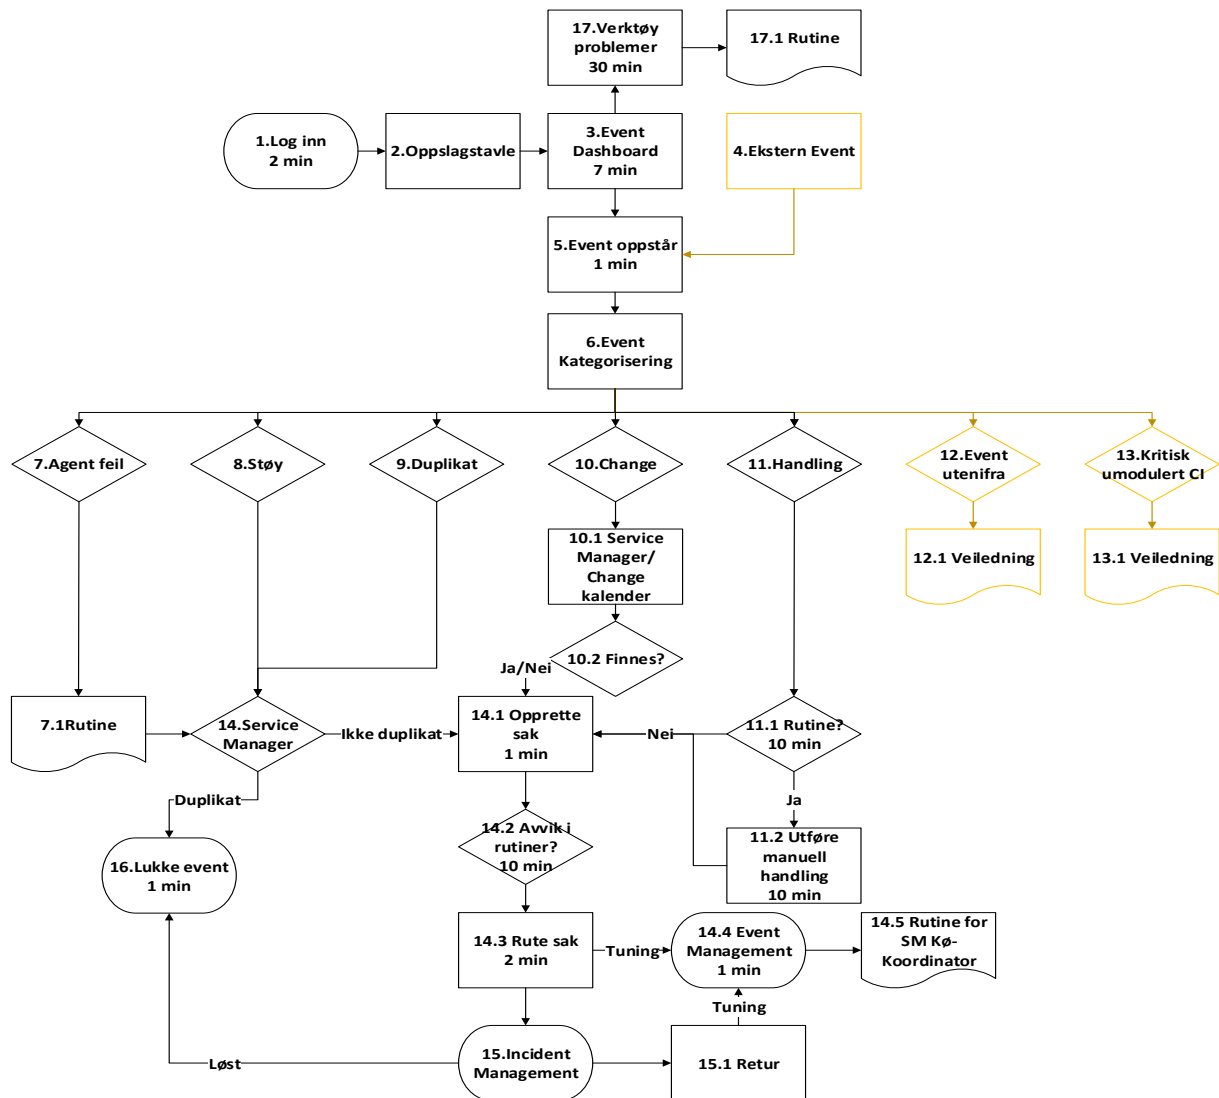 17.Verktøy
problemer
30 min
17.1 Rutine
1.Log inn
2 min
2.Oppslagstavle
3.Event
Dashboard
7 min
4.Ekstern Event
5.Event oppstår
1 min
6.Event
Kategorisering
7.Agent feil
8.Støy
9.Duplikat
10.Change
11.Handling
12.Event
utenifra
13.Kritisk
umodulert CI
10.1 Service
Manager/
Change
kalender
12.1 Veiledning
13.1 Veiledning
10.2 Finnes?
Ja/Nei
7.1Rutine
14.Service
Manager
Ikke duplikat
14.1 Opprette
sak
1 min
Nei
11.1 Rutine?
10 min
Duplikat
Ja
14.2 Avvik i
rutiner?
10 min
11.2 Utføre
manuell
handling
10 min
16.Lukke event
1 min
14.3 Rute sak
2 min
Tuning
14.4 Event
Management
1 min
14.5 Rutine for
SM Kø-
Koordinator
Tuning
Løst
15.Incident
Management
15.1 Retur